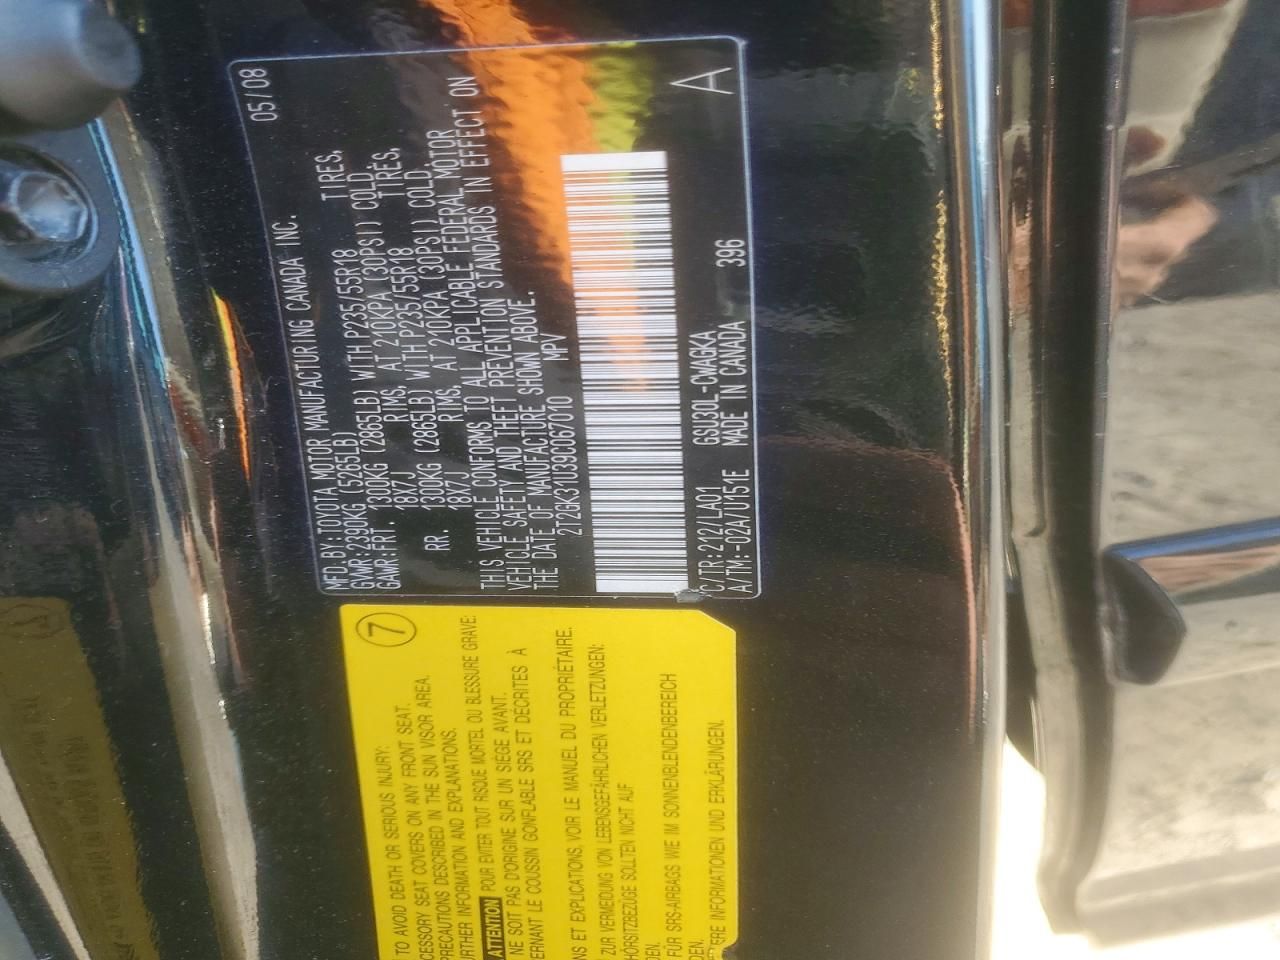 MFD.BY:TOYOTA MOTOR MANUFACTURING CANADA INC. 05/08
GVWR:2390KG (5265LB)
GAWR:FRT. 1300KG (2865LB) WITH P235/55R18 TIRES,
18X7J RIMS, AT 210KPA (30PSI) COLD.
RR. 1300KG (2865LB) WITH P235/55R18 TIRES,
18X7J RIMS, AT 210KPA (30PSI) COLD.
THIS VEHICLE CONFORMS TO ALL APPLICABLE FEDERAL MOTOR
VEHICLE SAFETY AND THEFT PREVENTION STANDARDS IN EFFECT ON
THE DATE OF MANUFACTURE SHOWN ABOVE.
2T2GK31U39C067010 MPV
C/TR:212/LA01 GSU30L-CWAGKA
A/TM:-02A/U151E MADE IN CANADA 396 A
7
TO AVOID DEATH OR SERIOUS INJURY:
CESSORY SEAT COVERS ON ANY FRONT SEAT.
PRECAUTIONS DESCRIBED IN THE SUN VISOR AREA.
URTHER INFORMATION AND EXPLANATIONS.
ATTENTION POUR EVITER TOUT RISQUE MORTEL OU BLESSURE GRAVE:
NE SOIT PAS D'ORIGINE SUR UN SIÈGE AVANT.
ERNANT LE COUSSIN GONFLABLE SRS ET DÉCRITES À
NS ET EXPLICATIONS, VOIR LE MANUEL DU PROPRIÉTAIRE.
ZUR VERMEIDUNG VON LEBENSGEFÄHRLICHEN VERLETZUNGEN:
HORSITZBEZÜGE SOLLTEN NICHT AUF
DEN.
FÜR SRS-AIRBAGS WIE IM SONNENBLENDENBEREICH
DEN.
ERE INFORMATIONEN UND ERKLÄRUNGEN.